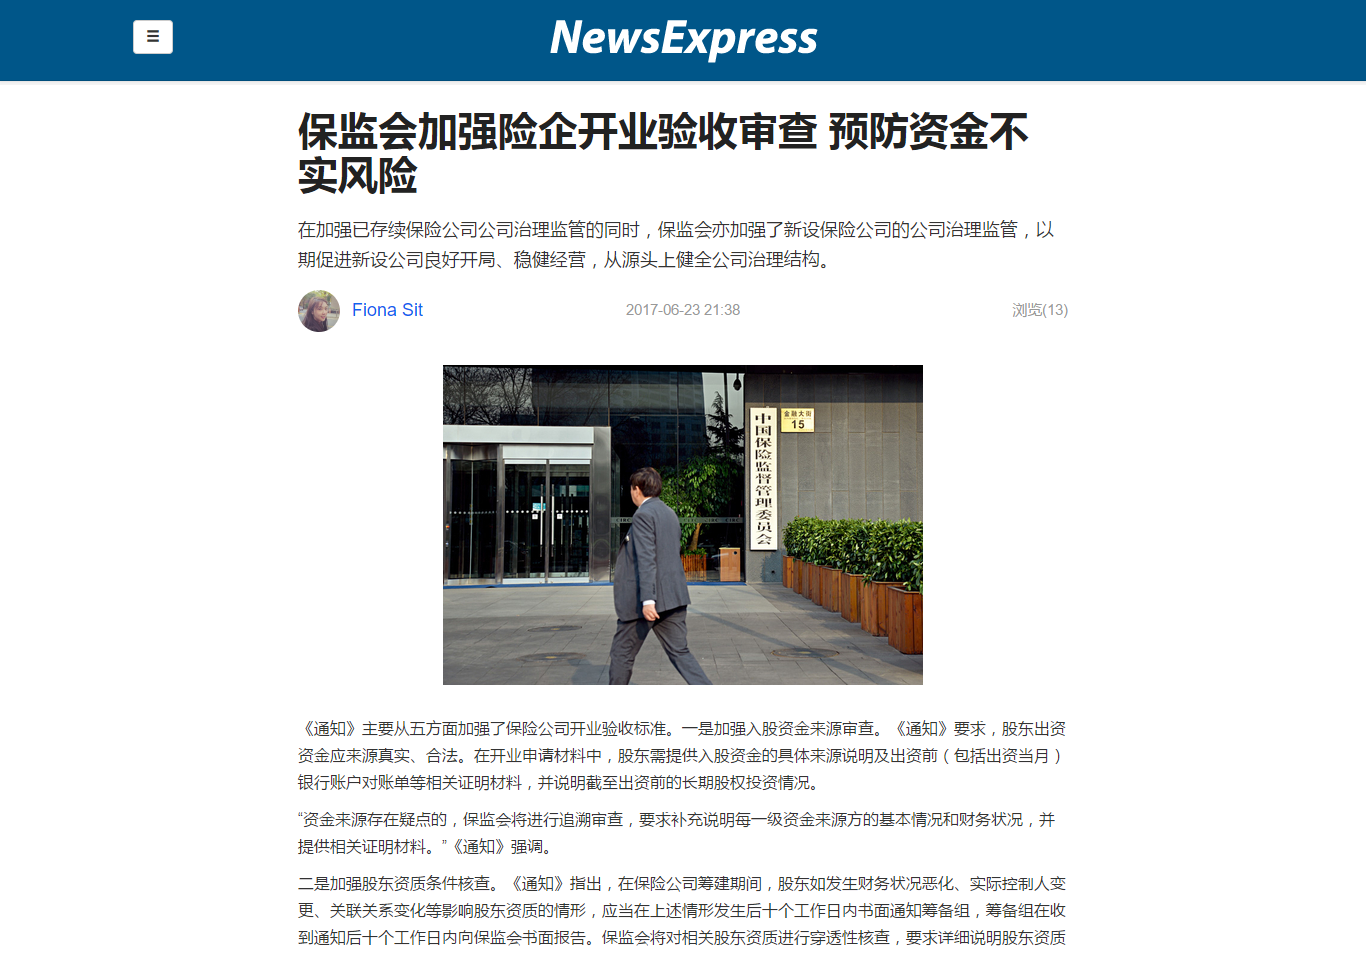 ☰
NewsExpress
保监会加强险企开业验收审查 预防资金不
实风险
在加强已存续保险公司公司治理监管的同时，保监会亦加强了新设保险公司的公司治理监管，以
期促进新设公司良好开局、稳健经营，从源头上健全公司治理结构。
Fiona Sit
2017-06-23 21:38
浏览(13)
金融大街
15
中国保险监督管理委员会
《通知》主要从五方面加强了保险公司开业验收标准。一是加强入股资金来源审查。《通知》要求，股东出资
资金应来源真实、合法。在开业申请材料中，股东需提供入股资金的具体来源说明及出资前（包括出资当月）
银行账户对账单等相关证明材料，并说明截至出资前的长期股权投资情况。
“资金来源存在疑点的，保监会将进行追溯审查，要求补充说明每一级资金来源方的基本情况和财务状况，并
提供相关证明材料。”《通知》强调。
二是加强股东资质条件核查。《通知》指出，在保险公司筹建期间，股东如发生财务状况恶化、实际控制人变
更、关联关系变化等影响股东资质的情形，应当在上述情形发生后十个工作日内书面通知筹备组，筹备组在收
到通知后十个工作日内向保监会书面报告。保监会将对相关股东资质进行穿透性核查，要求详细说明股东资质